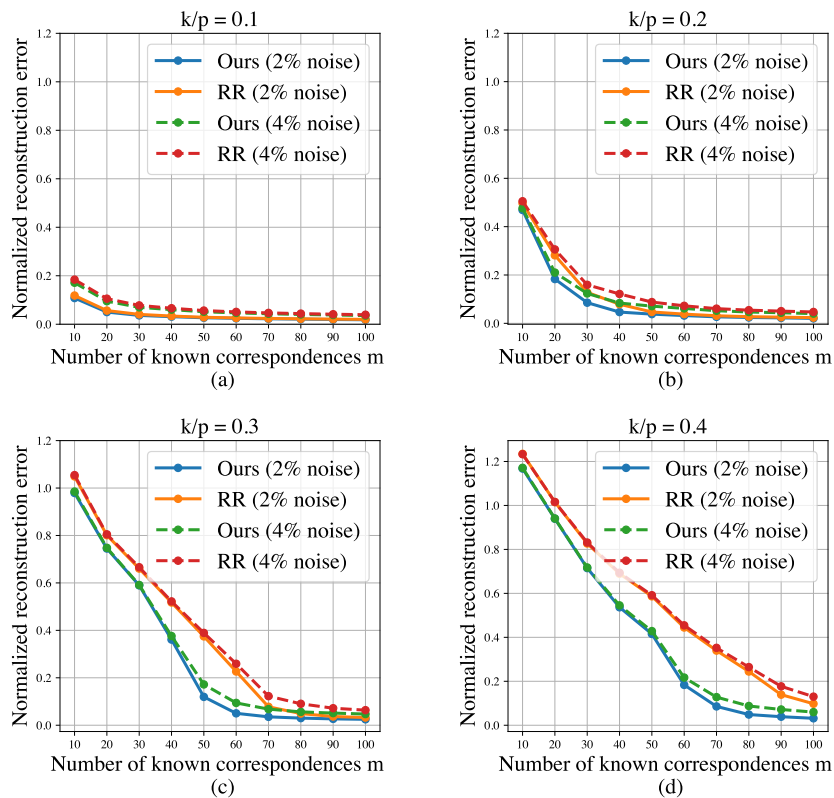 k/p = 0.1
Normalized reconstruction error
1.2
1.0
0.8
0.6
0.4
0.2
0.0
Ours (2% noise)
RR (2% noise)
Ours (4% noise)
RR (4% noise)
10 20 30 40 50 60 70 80 90 100
Number of known correspondences m
(a)
k/p = 0.2
Normalized reconstruction error
1.2
1.0
0.8
0.6
0.4
0.2
0.0
Ours (2% noise)
RR (2% noise)
Ours (4% noise)
RR (4% noise)
10 20 30 40 50 60 70 80 90 100
Number of known correspondences m
(b)
k/p = 0.3
Normalized reconstruction error
1.2
1.0
0.8
0.6
0.4
0.2
0.0
Ours (2% noise)
RR (2% noise)
Ours (4% noise)
RR (4% noise)
10 20 30 40 50 60 70 80 90 100
Number of known correspondences m
(c)
k/p = 0.4
Normalized reconstruction error
1.2
1.0
0.8
0.6
0.4
0.2
0.0
Ours (2% noise)
RR (2% noise)
Ours (4% noise)
RR (4% noise)
10 20 30 40 50 60 70 80 90 100
Number of known correspondences m
(d)